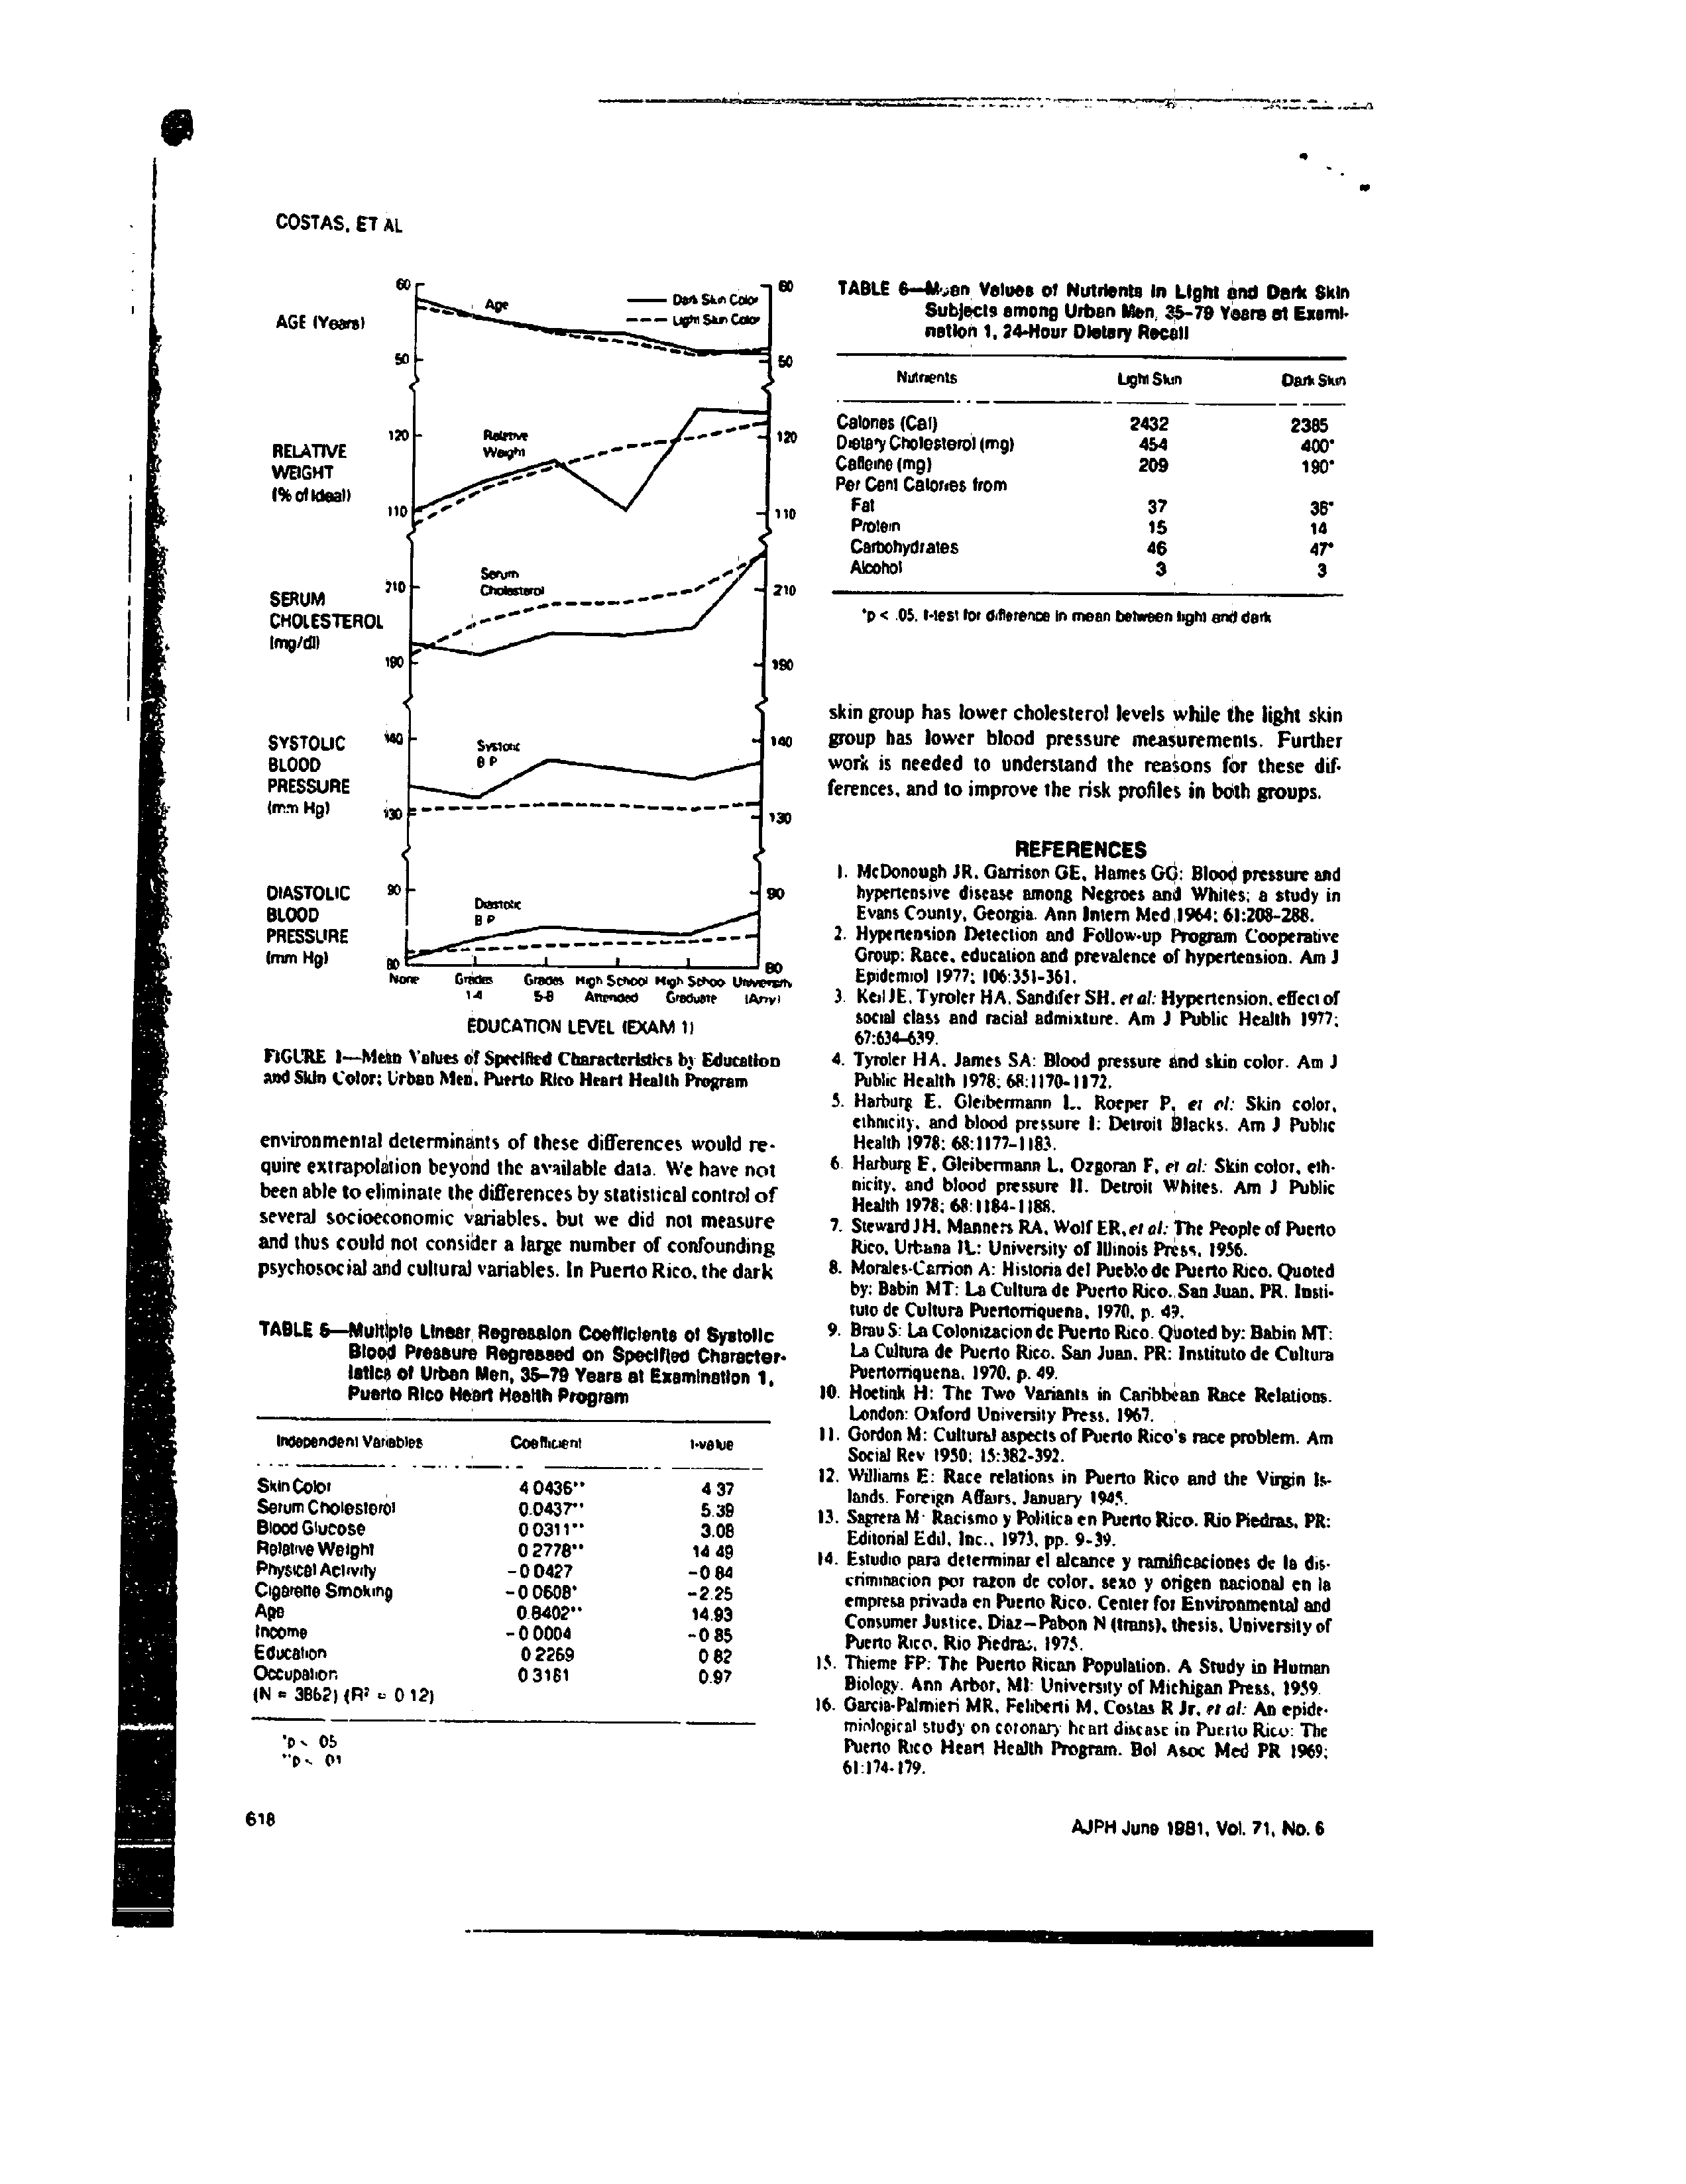 COSTAS, ET AL
60
60
Age
Dark Skin Color
Light Skin Color
AGE (Years)
50
50
120
120
Relative
Weight
RELATIVE
WEIGHT
(% of Ideal)
110
110
Serum
Cholesterol
210
210
SERUM
CHOLESTEROL
(mg/dl)
190
190
SYSTOLIC
BLOOD
PRESSURE
(mm Hg)
140
140
Systolic
B P
130
130
DIASTOLIC
BLOOD
PRESSURE
(mm Hg)
90
90
Diastolic
B P
80
80
None
Grades
1-4
Grades
5-8
High School
Attended
High Schoo
Graduate
University
(Any)
EDUCATION LEVEL (EXAM 1)
FIGURE 1—Mean Values of Specified Characteristics by Education
and Skin Color: Urban Men, Puerto Rico Heart Health Program
environmental determinants of these differences would re-
quire extrapolation beyond the available data. We have not
been able to eliminate the differences by statistical control of
several socioeconomic variables, but we did not measure
and thus could not consider a large number of confounding
psychosocial and cultural variables. In Puerto Rico, the dark
TABLE 5—Multiple Linear Regression Coefficients of Systolic
Blood Pressure Regressed on Specified Character-
istics of Urban Men, 35–79 Years at Examination 1,
Puerto Rico Heart Health Program
Independent Variables Coefficient t-value
Skin Color 4 0436** 4 37
Serum Cholesterol 0.0437** 5.39
Blood Glucose 0 0311** 3.08
Relative Weight 0 2778** 14 49
Physical Activity -0 0427 -0 84
Cigarette Smoking -0 0608* -2.25
Age 0.8402** 14.93
Income -0 0004 -0 85
Education 0 2269 0 82
Occupation 0 3181 0.97
(N = 3862) (R² = 0 12)
*p < 05
**p < 01
618
TABLE 6—Mean Values of Nutrients in Light and Dark Skin
Subjects among Urban Men, 35–79 Years at Exami-
nation 1, 24-Hour Dietary Recall
Nutrients Light Skin Dark Skin
Calories (Cal) 2432 2385
Dietary Cholesterol (mg) 454 400*
Caffeine (mg) 209 190*
Per Cent Calories from
Fat 37 36*
Protein 15 14
Carbohydrates 46 47*
Alcohol 3 3
*p < .05, t-test for difference in mean between light and dark
skin group has lower cholesterol levels while the light skin
group has lower blood pressure measurements. Further
work is needed to understand the reasons for these dif-
ferences, and to improve the risk profiles in both groups.
REFERENCES
1. McDonough JR, Garrison GE, Hames GG: Blood pressure and
hypertensive disease among Negroes and Whites; a study in
Evans County, Georgia. Ann Intern Med 1964; 61:208-288.
2. Hypertension Detection and Follow-up Program Cooperative
Group: Race, education and prevalence of hypertension. Am J
Epidemiol 1977; 106:351-361.
3. Keil JE, Tyroler HA, Sandifer SH, et al: Hypertension, effect of
social class and racial admixture. Am J Public Health 1977;
67:634–639.
4. Tyroler HA, James SA: Blood pressure and skin color. Am J
Public Health 1978; 68:1170-1172.
5. Harburg E, Gleibermann L, Roeper P, et al: Skin color,
ethnicity, and blood pressure I: Detroit Blacks. Am J Public
Health 1978; 68:1177-1183.
6. Harburg E, Gleibermann L, Ozgoran F, et al: Skin color, eth-
nicity, and blood pressure II. Detroit Whites. Am J Public
Health 1978; 68:1184-1188.
7. Steward JH, Manners RA, Wolf ER, et al: The People of Puerto
Rico, Urbana IL: University of Illinois Press, 1956.
8. Morales-Carrion A: Historia del Pueblo de Puerto Rico. Quoted
by: Babin MT: La Cultura de Puerto Rico. San Juan, PR. Insti-
tuto de Cultura Puertorriquena, 1970, p. 49.
9. Brau S: La Colonizacion de Puerto Rico. Quoted by: Babin MT:
La Cultura de Puerto Rico. San Juan, PR: Instituto de Cultura
Puertorriquena, 1970, p. 49.
10. Hoetink H: The Two Variants in Caribbean Race Relations.
London: Oxford University Press, 1967.
11. Gordon M: Cultural aspects of Puerto Rico's race problem. Am
Social Rev 1950; 15:382-392.
12. Williams E: Race relations in Puerto Rico and the Virgin Is-
lands. Foreign Affairs, January 1945.
13. Sagrera M: Racismo y Politica en Puerto Rico. Rio Piedras, PR:
Editorial Edil, Inc., 1973, pp. 9-39.
14. Estudio para determinar el alcance y ramificaciones de la dis-
criminacion por razon de color, sexo y origen nacional en la
empresa privada en Puerto Rico. Center for Environmental and
Consumer Justice, Diaz–Pabon N (trans), thesis, University of
Puerto Rico, Rio Piedras, 1975.
15. Thieme FP: The Puerto Rican Population. A Study in Human
Biology. Ann Arbor, MI: University of Michigan Press, 1959.
16. Garcia-Palmieri MR, Feliberti M, Costas R Jr, et al: An epide-
miological study on coronary heart disease in Puerto Rico: The
Puerto Rico Heart Health Program. Bol Asoc Med PR 1969;
61:174-179.
AJPH June 1981, Vol. 71, No. 6